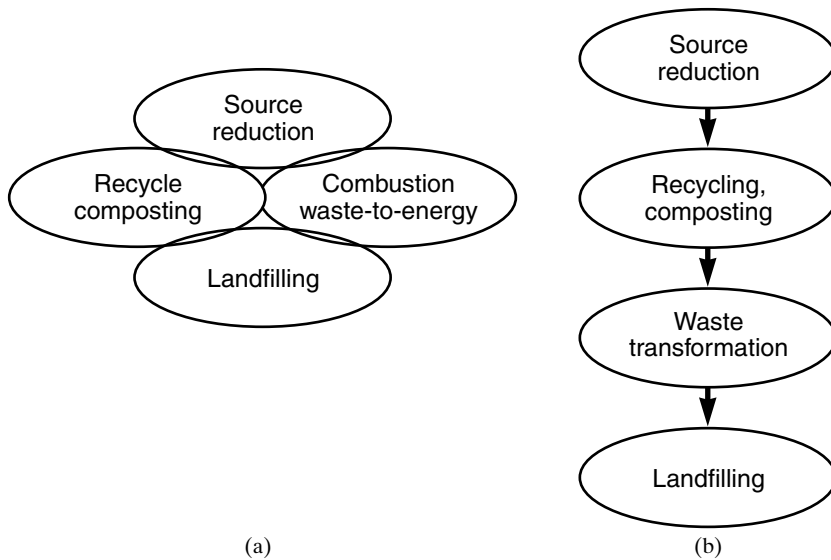 Source
reduction
Recycle
composting
Combustion
waste-to-energy
Landfilling
(a)
Source
reduction
Recycling,
composting
Waste
transformation
Landfilling
(b)